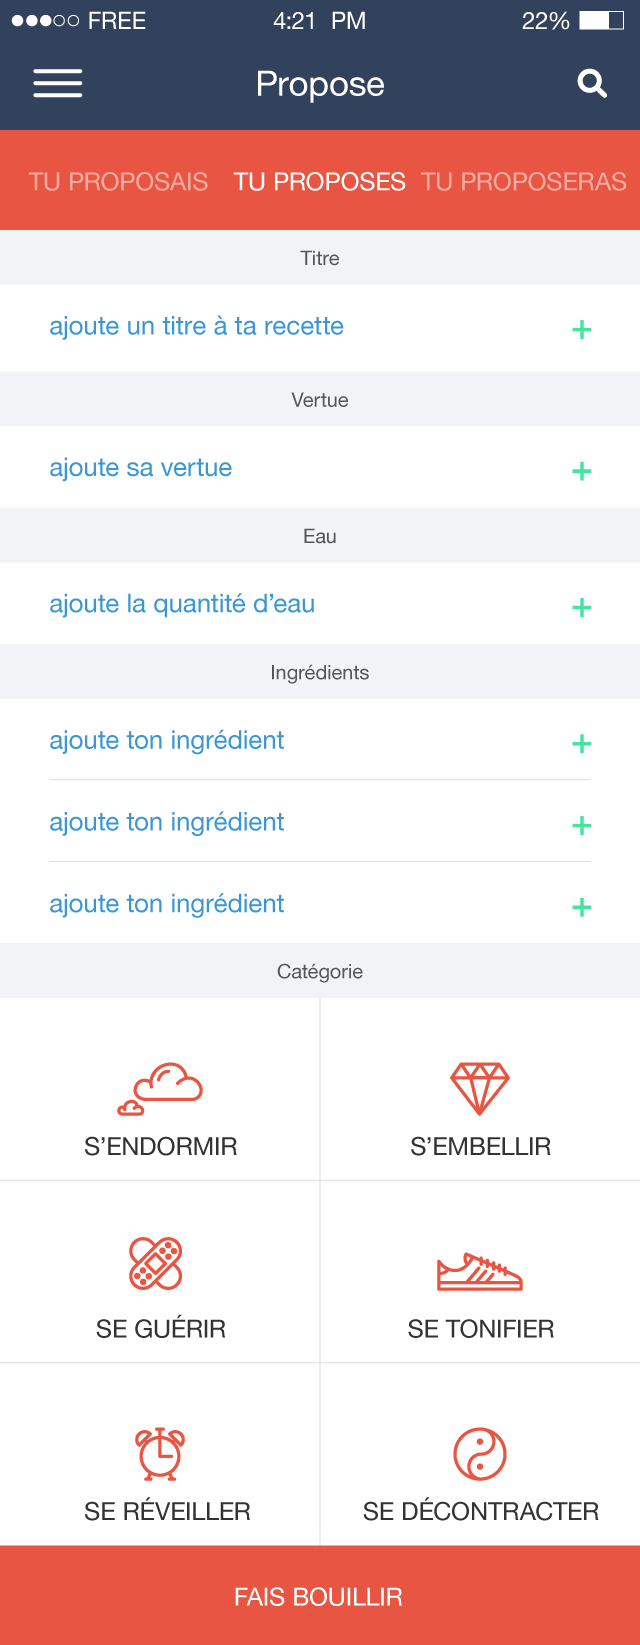 FREE 4:21 PM 22%
Propose
TU PROPOSAIS TU PROPOSES TU PROPOSERAS
Titre
ajoute un titre à ta recette +
Vertue
ajoute sa vertue +
Eau
ajoute la quantité d’eau +
Ingrédients
ajoute ton ingrédient +
ajoute ton ingrédient +
ajoute ton ingrédient +
Catégorie
S’ENDORMIR S’EMBELLIR
SE GUÉRIR SE TONIFIER
SE RÉVEILLER SE DÉCONTRACTER
FAIS BOUILLIR